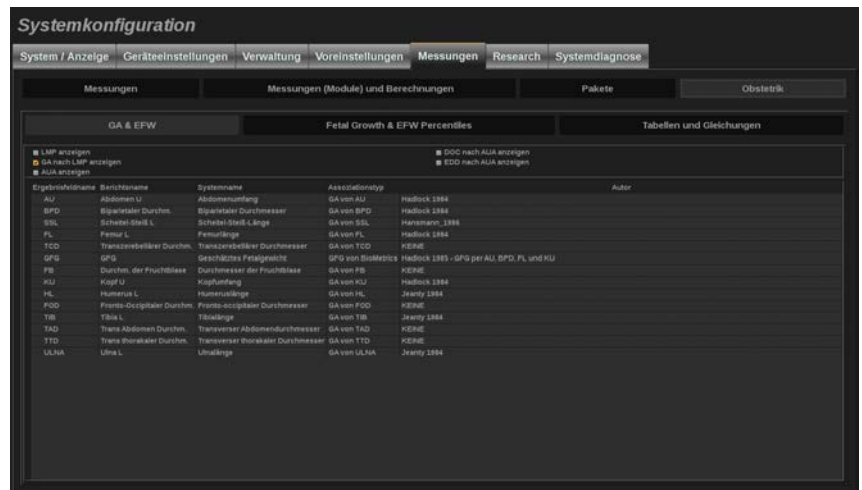 Systemkonfiguration
System / Anzeige Geräteeinstellungen Verwaltung Voreinstellungen Messungen Research Systemdiagnose
Messungen Messungen (Module) und Berechnungen Pakete Obstetrik
GA & EFW Fetal Growth & EFW Percentiles Tabellen und Gleichungen
LMP anzeigen DOC nach AUA anzeigen
GA nach LMP anzeigen EDD nach AUA anzeigen
AUA anzeigen
Ergebnisfeldname Berichtsname Systemname Assoziationstyp Autor
AU Abdomen U Abdomenumfang GA von AU Hadlock 1984
BPD Biparietaler Durchm. Biparietaler Durchmesser GA von BPD Hadlock 1984
SSL Scheitel-Steiß L Scheitel-Steiß-Länge GA von SSL Hansmann_1986
FL Femur L Femurlänge GA von FL Hadlock 1984
TCD Transzerebellärer Durchm. Transzerebellärer Durchmesser GA von TCD KEINE
GFG GFG Geschätztes Fetalgewicht GFG von BioMetrics Hadlock 1985 - GFG per AU, BPD, FL und KU
FB Durchm. der Fruchtblase Durchmesser der Fruchtblase GA von FB KEINE
KU Kopf U Kopfumfang GA von KU Hadlock 1984
HL Humerus L Humeruslänge GA von HL Jeanty 1984
FOD Fronto-Occipitaler Durchm. Fronto-occipitaler Durchmesser GA von FOD KEINE
TIB Tibia L Tibialänge GA von TIB Jeanty 1984
TAD Trans Abdomen Durchm. Transverser Abdomendurchmesser GA von TAD KEINE
TTD Trans thorakaler Durchm. Transverser thorakaler Durchmesser GA von TTD KEINE
ULNA Ulna L Ulnalänge GA von ULNA Jeanty 1984